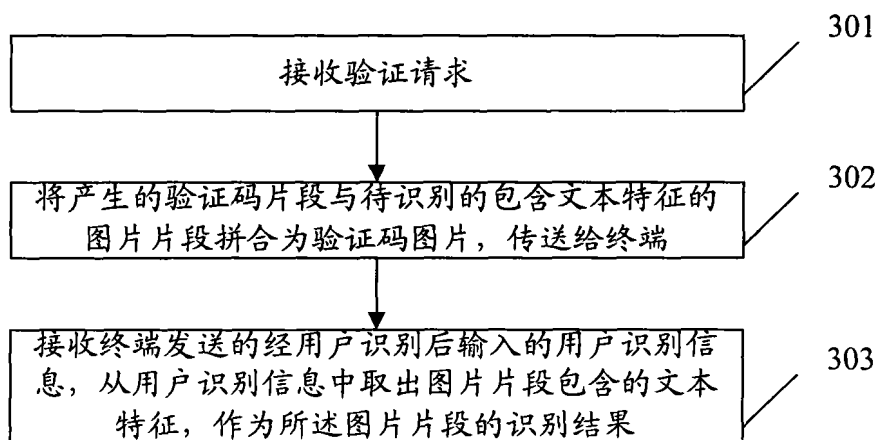 301
接收验证请求
302
将产生的验证码片段与待识别的包含文本特征的
图片片段拼合为验证码图片，传送给终端
303
接收终端发送的经用户识别后输入的用户识别信
息，从用户识别信息中取出图片片段包含的文本
特征，作为所述图片片段的识别结果